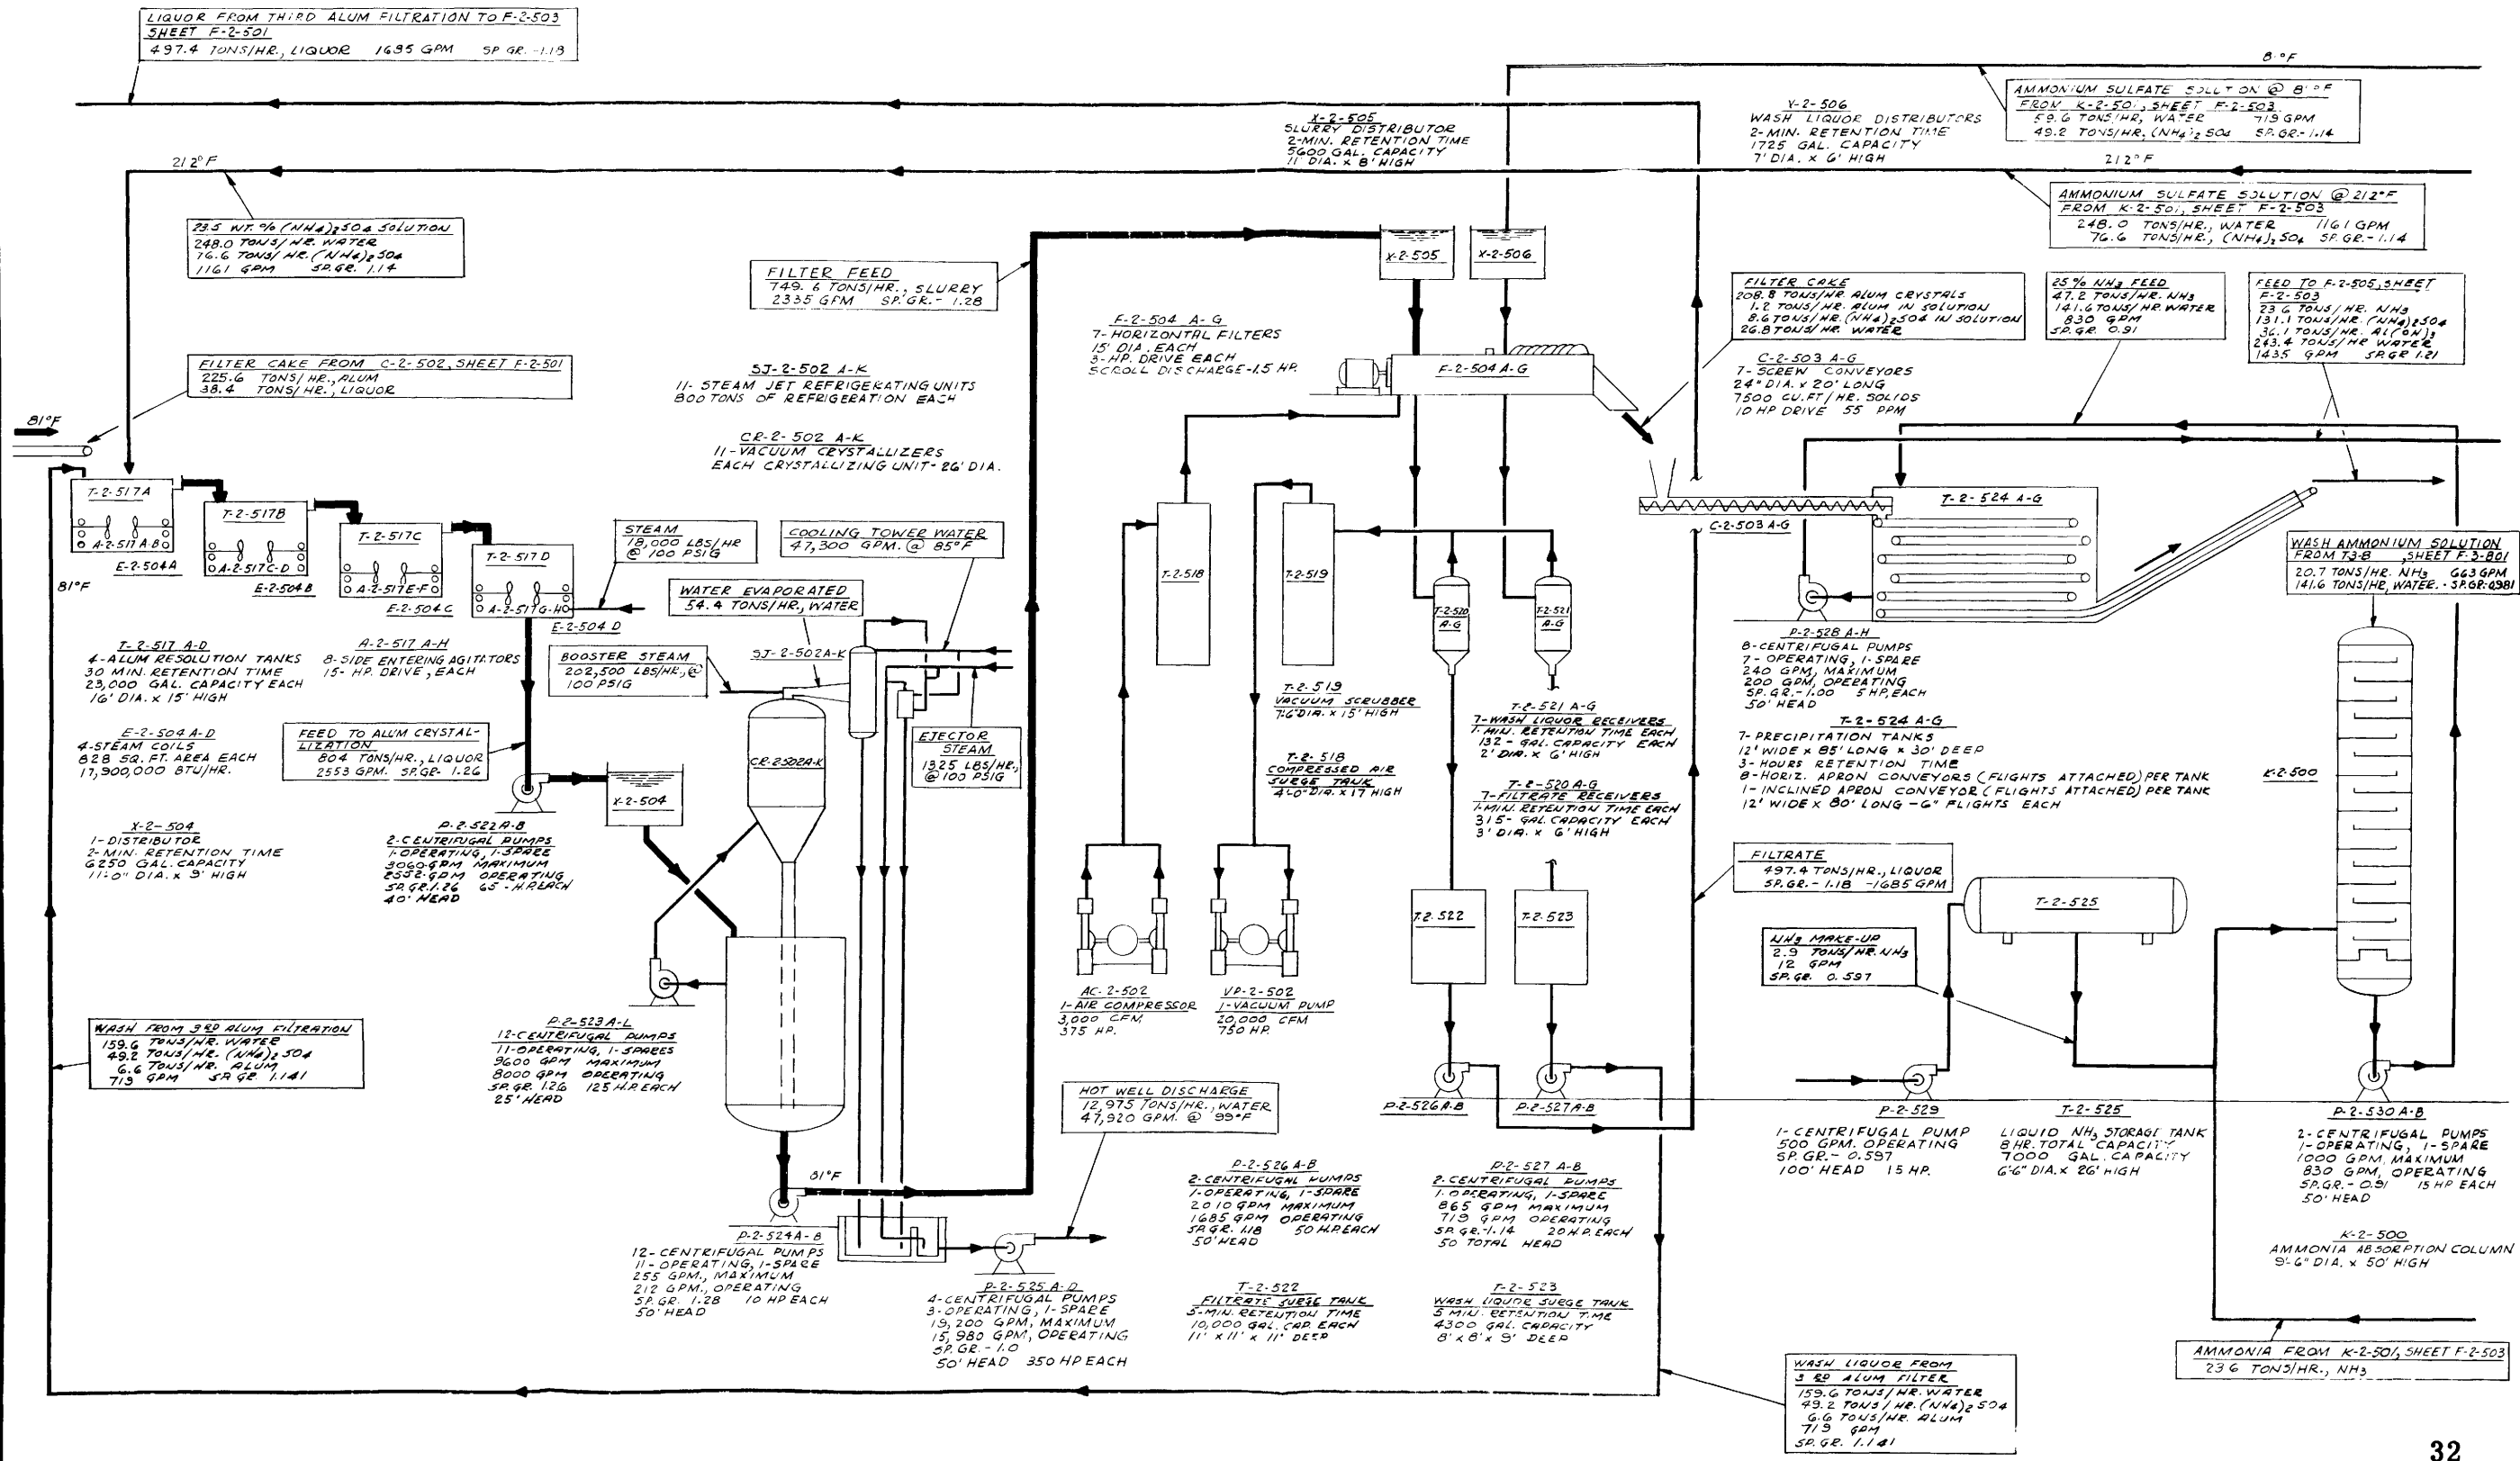 LIQUOR FROM THIRD ALUM FILTRATION TO F-2-503
SHEET F-2-501
497.4 TONS/HR., LIQUOR 1685 GPM SP. GR. -1.18
8 °F
AMMONIUM SULFATE SOLUT ON @ 8 °F
FROM K-2-501, SHEET F-2-503
59.6 TONS/HR, WATER 719 GPM
49.2 TONS/HR, (NH4)2 SO4 SP. GR.- 1.14
X-2-505
SLURRY DISTRIBUTOR
2-MIN. RETENTION TIME
5600 GAL. CAPACITY
11' DIA. x 8' HIGH
X-2-506
WASH LIQUOR DISTRIBUTORS
2-MIN. RETENTION TIME
1725 GAL. CAPACITY
7' DIA. x 6' HIGH
212°F
212°F
AMMONIUM SULFATE SOLUTION @ 212°F
FROM K-2-501, SHEET F-2-503
248.0 TONS/HR., WATER 1161 GPM
76.6 TONS/HR., (NH4)2 SO4 SP. GR.- 1.14
23.5 WT. % (NH4)2SO4 SOLUTION
248.0 TONS/HR. WATER
76.6 TONS/HR. (NH4)2SO4
1161 GPM SP. GR. 1.14
FILTER FEED
749.6 TONS/HR., SLURRY
2335 GPM SP. GR.- 1.28
X-2-505
X-2-506
FILTER CAKE
208.8 TONS/HR. ALUM CRYSTALS
1.2 TONS/HR. ALUM IN SOLUTION
8.6 TONS/HR. (NH4)2SO4 IN SOLUTION
26.8 TONS/HR. WATER
25 % NH3 FEED
47.2 TONS/HR. NH3
141.6 TONS/HR. WATER
830 GPM
SP. GR. 0.91
FEED TO F-2-505, SHEET
F-2-503
23.6 TONS/HR. NH3
131.1 TONS/HR. (NH4)2SO4
36.1 TONS/HR. Al(OH)3
243.4 TONS/HR WATER
1435 GPM SP. GR 1.21
F-2-504 A-G
7-HORIZONTAL FILTERS
15' DIA. EACH
3-HP. DRIVE EACH
SCROLL DISCHARGE-1.5 HP.
F-2-504 A-G
FILTER CAKE FROM C-2-502, SHEET F-2-501
225.6 TONS/HR., ALUM
38.4 TONS/HR., LIQUOR
SJ-2-502 A-K
11- STEAM JET REFRIGERATING UNITS
800 TONS OF REFRIGERATION EACH
C-2-503 A-G
7- SCREW CONVEYORS
24" DIA. x 20' LONG
7500 CU.FT/HR. SOLIDS
10 HP DRIVE 55 PPM
81°F
CR-2-502 A-K
11-VACUUM CRYSTALLIZERS
EACH CRYSTALLIZING UNIT- 26' DIA.
T-2-517A
A-2-517 A-B
E-2-504A
T-2-517B
A-2-517C-D
E-2-504B
T-2-517C
A-2-517E-F
E-2-504C
T-2-517D
A-2-517G-H
E-2-504 D
STEAM
18,000 LBS/HR
@ 100 PSIG
COOLING TOWER WATER
47,300 GPM. @ 85°F
C-2-503 A-G
T-2-524 A-G
T-2-518
T-2-519
T-2-520
A-G
T-2-521
A-G
WASH AMMONIUM SOLUTION
FROM T3-8 , SHEET F-3-801
20.7 TONS/HR. NH3 663 GPM
141.6 TONS/HR, WATER. - SP.GR-0.981
81°F
WATER EVAPORATED
54.4 TONS/HR., WATER
T-2-517 A-D
4-ALUM RESOLUTION TANKS
30 MIN. RETENTION TIME
23,000 GAL. CAPACITY EACH
16' DIA. x 15' HIGH
A-2-517 A-H
8-SIDE ENTERING AGITATORS
15- HP. DRIVE, EACH
BOOSTER STEAM
202,500 LBS/HR., @
100 PSIG
SJ-2-502A-K
P-2-528 A-H
8-CENTRIFUGAL PUMPS
7- OPERATING, 1-SPARE
240 GPM, MAXIMUM
200 GPM, OPERATING
SP. GR.- 1.00 5 HP, EACH
50' HEAD
T-2-519
VACUUM SCRUBBER
7'-6" DIA. x 15' HIGH
T-2-521 A-G
7-WASH LIQUOR RECEIVERS
1-MIN. RETENTION TIME EACH
132- GAL. CAPACITY EACH
2' DIA. x 6' HIGH
E-2-504 A-D
4-STEAM COILS
828 SQ. FT. AREA EACH
17,900,000 BTU/HR.
FEED TO ALUM CRYSTAL-
LIZATION
804 TONS/HR., LIQUOR
2553 GPM. SP.GR- 1.26
CR-2502A-K
EJECTOR
STEAM
1325 LBS/HR.,
@ 100 PSIG
T-2-518
COMPRESSED AIR
SURGE TANK
4'-0" DIA. x 17' HIGH
T-2-524 A-G
7-PRECIPITATION TANKS
12' WIDE x 85' LONG x 30' DEEP
3- HOURS RETENTION TIME
8-HORIZ. APRON CONVEYORS (FLIGHTS ATTACHED) PER TANK
1- INCLINED APRON CONVEYOR (FLIGHTS ATTACHED) PER TANK
12' WIDE x 80' LONG -6" FLIGHTS EACH
K-2-500
T-2-520 A-G
7-FILTRATE RECEIVERS
1-MIN. RETENTION TIME EACH
315- GAL. CAPACITY EACH
3' DIA. x 6' HIGH
X-2-504
X-2-504
1-DISTRIBUTOR
2-MIN. RETENTION TIME
6250 GAL. CAPACITY
11'-0" DIA. x 9' HIGH
P-2-522 A-B
2-CENTRIFUGAL PUMPS
1-OPERATING, 1-SPARE
3060-GPM MAXIMUM
2552-GPM OPERATING
SP. GR. 1.26 65-H.P. EACH
40' HEAD
FILTRATE
497.4 TONS/HR., LIQUOR
SP. GR.- 1.18 -1685 GPM
T-2-525
T-2-522
T-2-523
NH3 MAKE-UP
2.9 TONS/HR. NH3
12 GPM
SP. GR. 0.597
AC-2-502
1-AIR COMPRESSOR
3,000 CFM
375 HP.
VP-2-502
1-VACUUM PUMP
20,000 CFM
750 HP.
WASH FROM 3RD ALUM FILTRATION
159.6 TONS/HR. WATER
49.2 TONS/HR. (NH4)2 SO4
6.6 TONS/HR. ALUM
719 GPM SP. GR. 1.141
P-2-523 A-L
12-CENTRIFUGAL PUMPS
11-OPERATING, 1-SPARES
9600 GPM MAXIMUM
8000 GPM OPERATING
SP. GR. 1.26 125 H.P. EACH
25' HEAD
HOT WELL DISCHARGE
12,975 TONS/HR., WATER
47,920 GPM. @ 99°F
P-2-526 A-B
P-2-527 A-B
P-2-529
1- CENTRIFUGAL PUMP
500 GPM. OPERATING
SP. GR.- 0.597
100' HEAD 15 HP.
T-2-525
LIQUID NH3 STORAGE TANK
8 HR. TOTAL CAPACITY
7000 GAL. CAPACITY
6'6" DIA. x 26' HIGH
P-2-530 A-B
2-CENTRIFUGAL PUMPS
1-OPERATING, 1-SPARE
1000 GPM, MAXIMUM
830 GPM, OPERATING
SP. GR.- 0.91 15 HP EACH
50' HEAD
81°F
P-2-526 A-B
2-CENTRIFUGAL PUMPS
1-OPERATING, 1-SPARE
2010 GPM MAXIMUM
1685 GPM OPERATING
SP. GR. 1.18 50 H.P. EACH
50' HEAD
P-2-527 A-B
2-CENTRIFUGAL PUMPS
1-OPERATING, 1-SPARE
865 GPM MAXIMUM
719 GPM OPERATING
SP. GR.-1.14 20 H.P. EACH
50 TOTAL HEAD
P-2-524A-B
12-CENTRIFUGAL PUMPS
11-OPERATING, 1-SPARE
255 GPM., MAXIMUM
212 GPM., OPERATING
SP. GR. 1.28 10 HP EACH
50' HEAD
K-2-500
AMMONIA ABSORPTION COLUMN
9'-6" DIA. x 50' HIGH
P-2-525 A-D
4-CENTRIFUGAL PUMPS
3-OPERATING, 1-SPARE
19,200 GPM, MAXIMUM
15,980 GPM, OPERATING
SP. GR. - 1.0
50' HEAD 350 HP EACH
T-2-522
FILTRATE SURGE TANK
5-MIN. RETENTION TIME
10,000 GAL. CAP. EACH
11' x 11' x 11' DEEP
T-2-523
WASH LIQUOR SURGE TANK
5 MIN. RETENTION TIME
4300 GAL. CAPACITY
8' x 8' x 9' DEEP
AMMONIA FROM K-2-501, SHEET F-2-503
23.6 TONS/HR., NH3
WASH LIQUOR FROM
3 RD ALUM FILTER
159.6 TONS/HR. WATER
49.2 TONS/HR. (NH4)2 SO4
6.6 TONS/HR. ALUM
719 GPM
SP. GR. 1.141
32